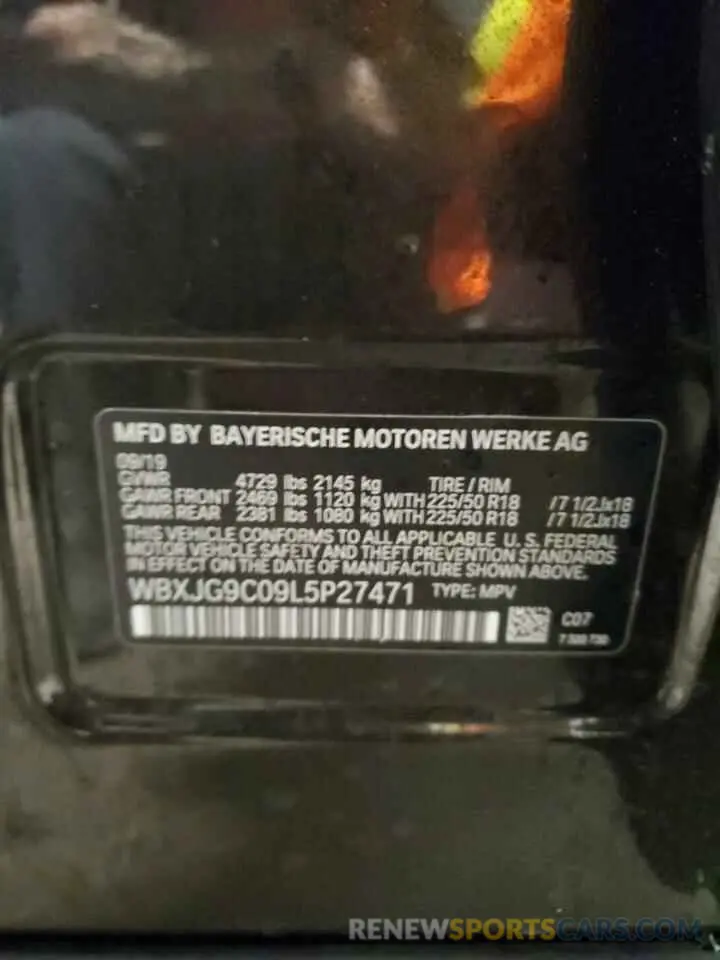 MFD BY BAYERISCHE MOTOREN WERKE AG
09/19
GVWR 4729 lbs 2145 kg TIRE / RIM
GAWR FRONT 2469 lbs 1120 kg WITH 225/50 R18 /7 1/2Jx18
GAWR REAR 2381 lbs 1080 kg WITH 225/50 R18 /7 1/2Jx18
THIS VEHICLE CONFORMS TO ALL APPLICABLE U.S. FEDERAL
MOTOR VEHICLE SAFETY AND THEFT PREVENTION STANDARDS
IN EFFECT ON THE DATE OF MANUFACTURE SHOWN ABOVE.
WBXJG9C09L5P27471 TYPE: MPV
C07
RENEWSPORTSCARS.COM